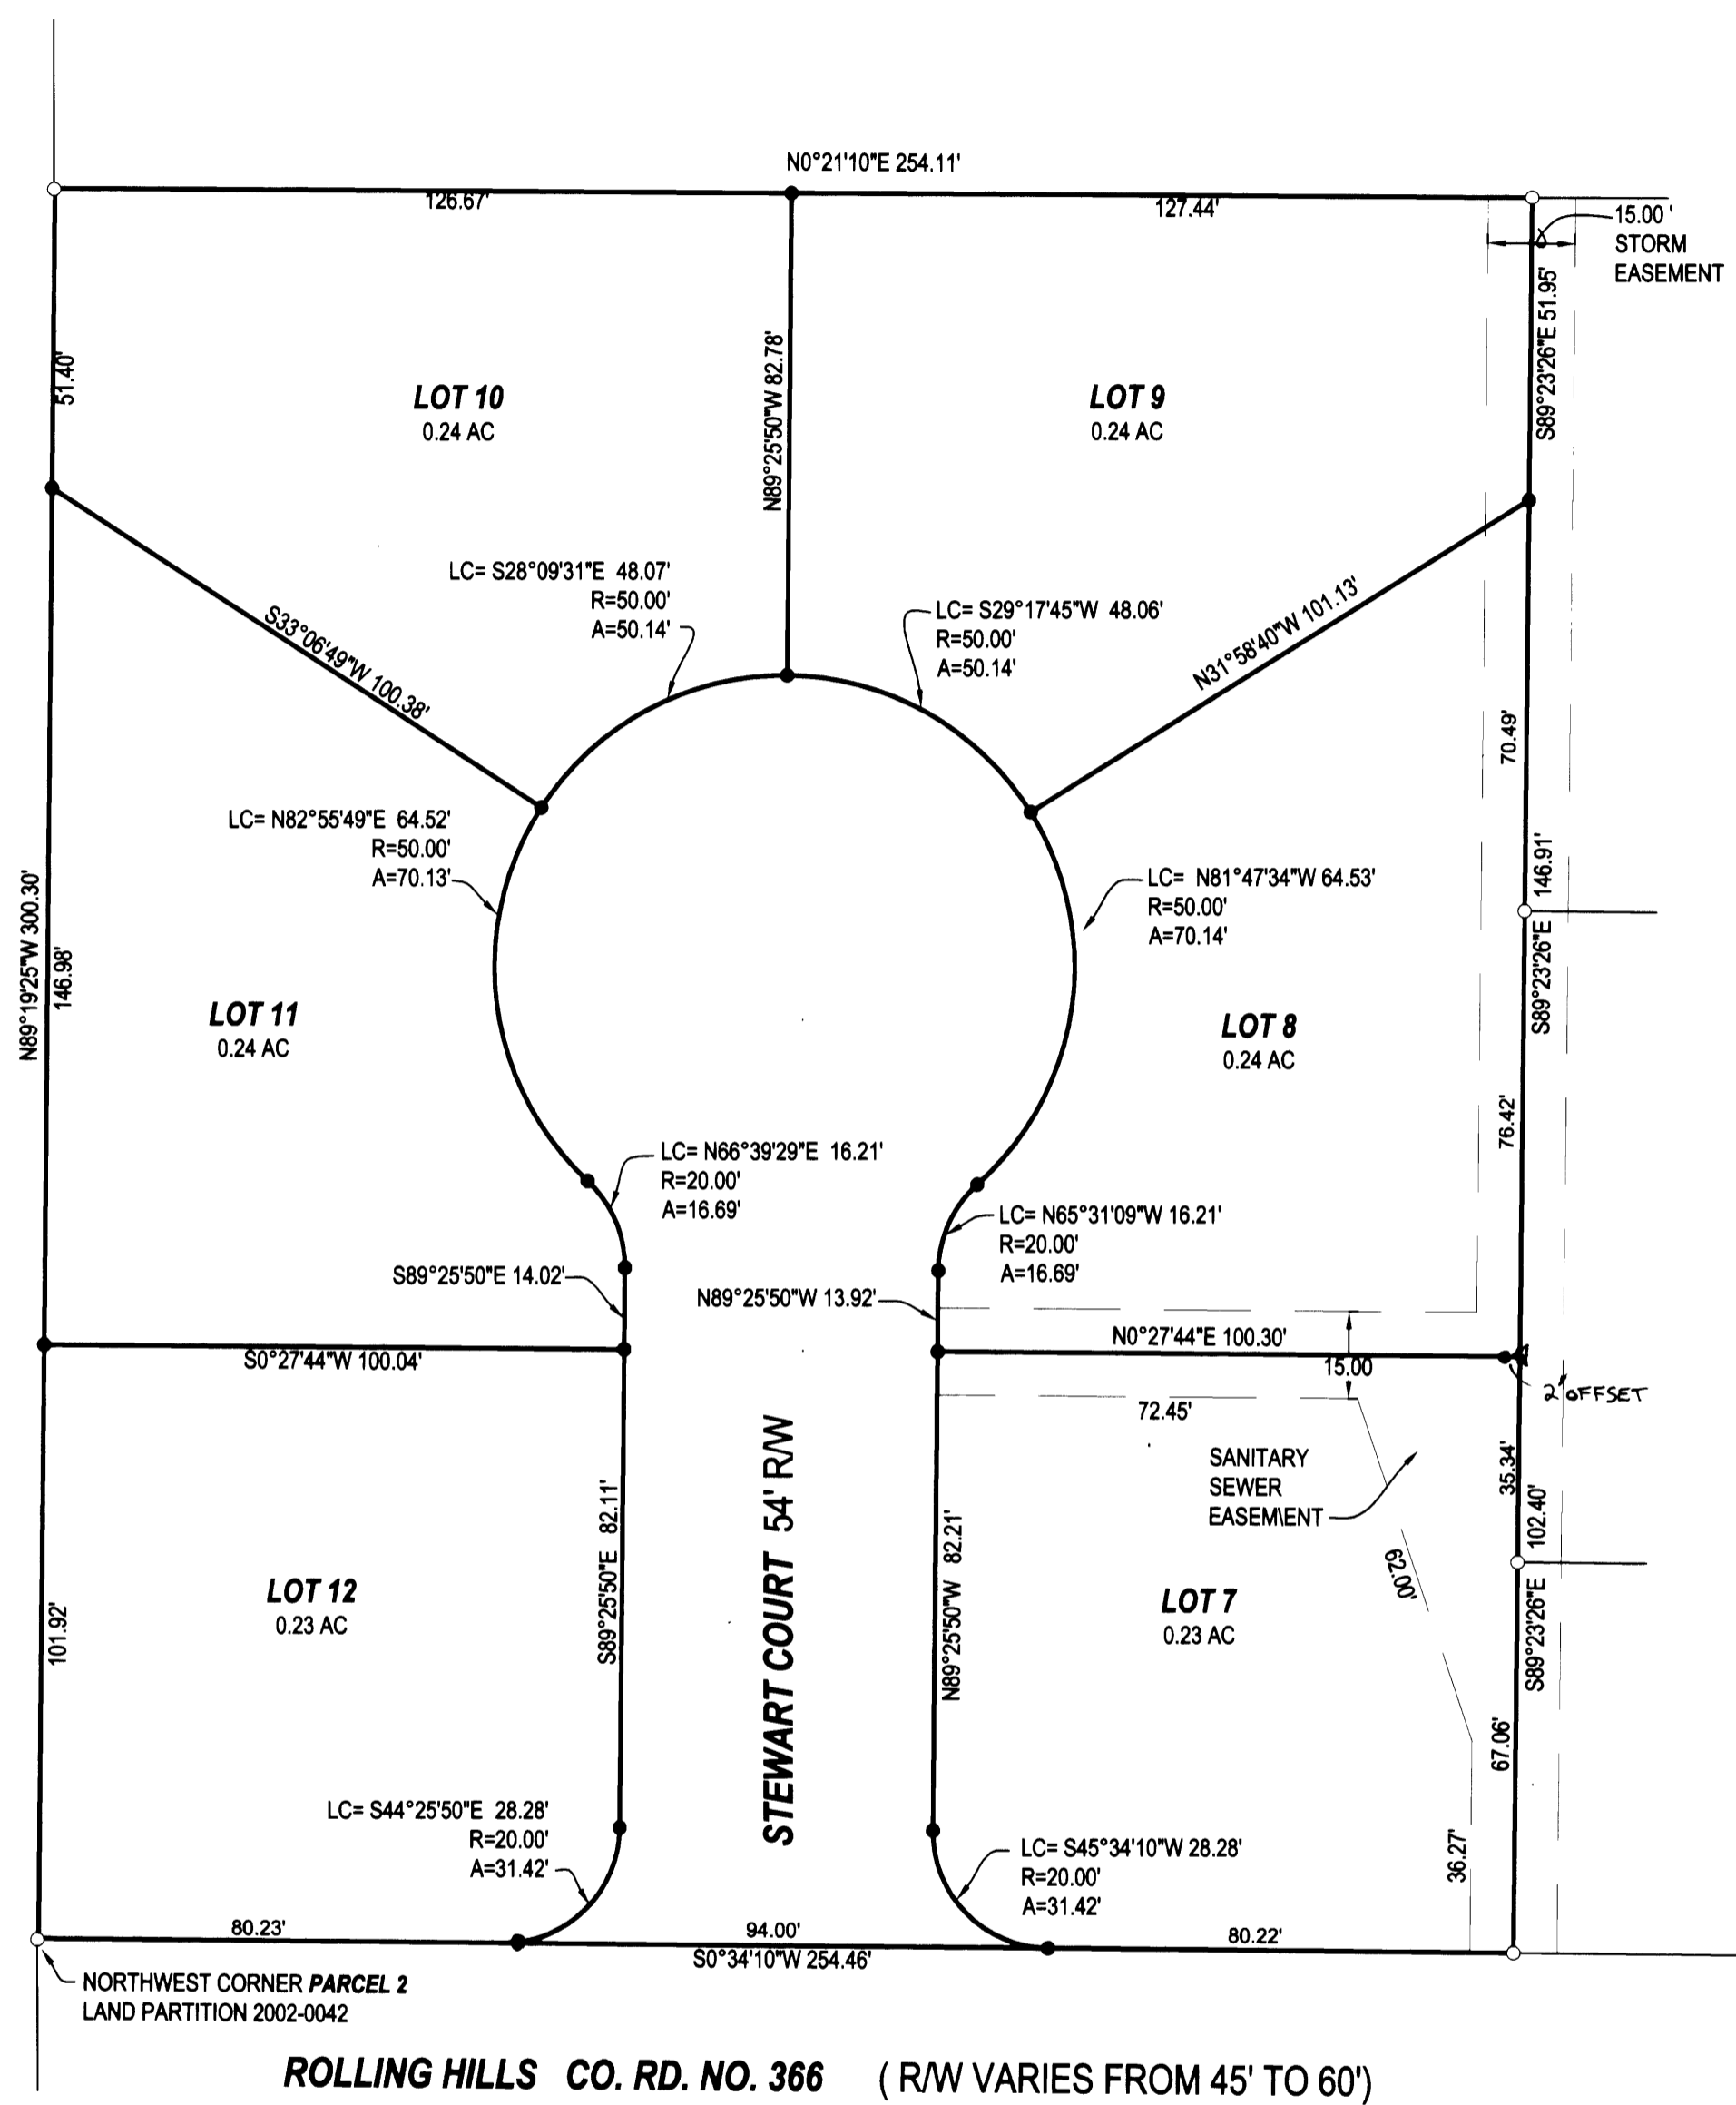 N0°21'10"E 254.11'
126.67'
127.44'
15.00 '
STORM
EASEMENT
51.40'
LOT 10
0.24 AC
N89°25'50"W 82.78'
LOT 9
0.24 AC
S89°23'26"E 51.95'
LC= S28°09'31"E 48.07'
R=50.00'
A=50.14'
LC= S29°17'45"W 48.06'
R=50.00'
A=50.14'
S33°06'49"W 100.38'
N31°58'40"W 101.13'
70.49'
LC= N82°55'49"E 64.52'
R=50.00'
A=70.13'
LC= N81°47'34"W 64.53'
R=50.00'
A=70.14'
N89°19'25"W 300.30'
146.98'
S89°23'26"E 146.91'
LOT 11
0.24 AC
LOT 8
0.24 AC
76.42'
LC= N66°39'29"E 16.21'
R=20.00'
A=16.69'
LC= N65°31'09"W 16.21'
R=20.00'
A=16.69'
S89°25'50"E 14.02'
N89°25'50"W 13.92'
S0°27'44"W 100.04'
N0°27'44"E 100.30'
15.00
2' OFFSET
72.45'
SANITARY
SEWER
EASEMENT
35.34'
S89°23'26"E 102.40'
62.00'
S89°25'50"E 82.11'
STEWART COURT 54' R/W
N89°25'50"W 82.21'
LOT 12
0.23 AC
LOT 7
0.23 AC
101.92'
67.06'
36.27'
LC= S44°25'50"E 28.28'
R=20.00'
A=31.42'
LC= S45°34'10"W 28.28'
R=20.00'
A=31.42'
80.23'
94.00'
80.22'
S0°34'10"W 254.46'
NORTHWEST CORNER PARCEL 2
LAND PARTITION 2002-0042
ROLLING HILLS CO. RD. NO. 366 ( R/W VARIES FROM 45' TO 60')